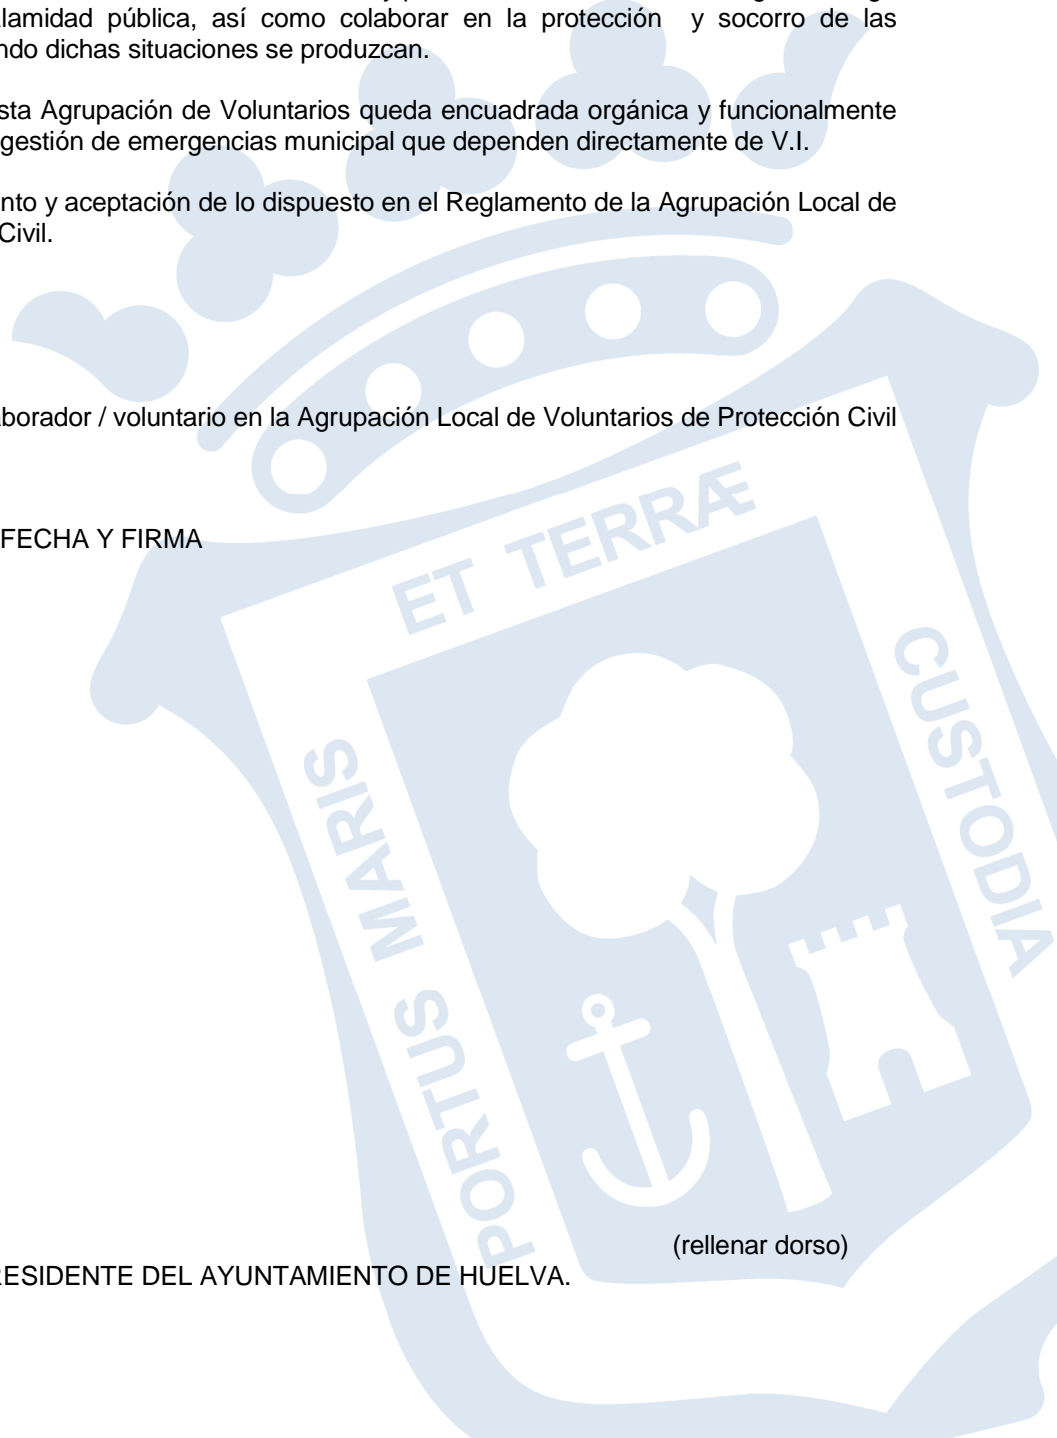 alamidad pública, así como colaborar en la protección y socorro de las
ndo dichas situaciones se produzcan.
sta Agrupación de Voluntarios queda encuadrada orgánica y funcionalmente
gestión de emergencias municipal que dependen directamente de V.I.
nto y aceptación de lo dispuesto en el Reglamento de la Agrupación Local de
Civil.
aborador / voluntario en la Agrupación Local de Voluntarios de Protección Civil
FECHA Y FIRMA
PORTUS MARIS
ET TERRÆ
CUSTODIA
(rellenar dorso)
RESIDENTE DEL AYUNTAMIENTO DE HUELVA.